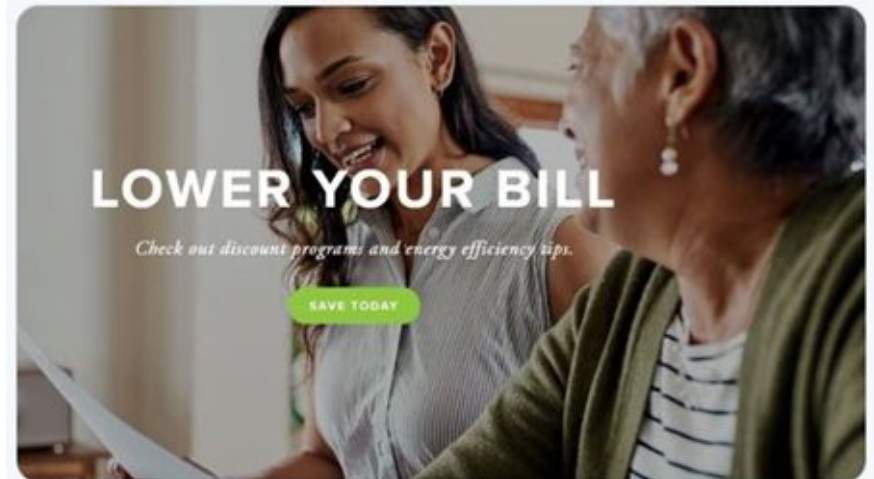 LOWER YOUR BILL
Check out discount programs and energy efficiency tips.
SAVE TODAY